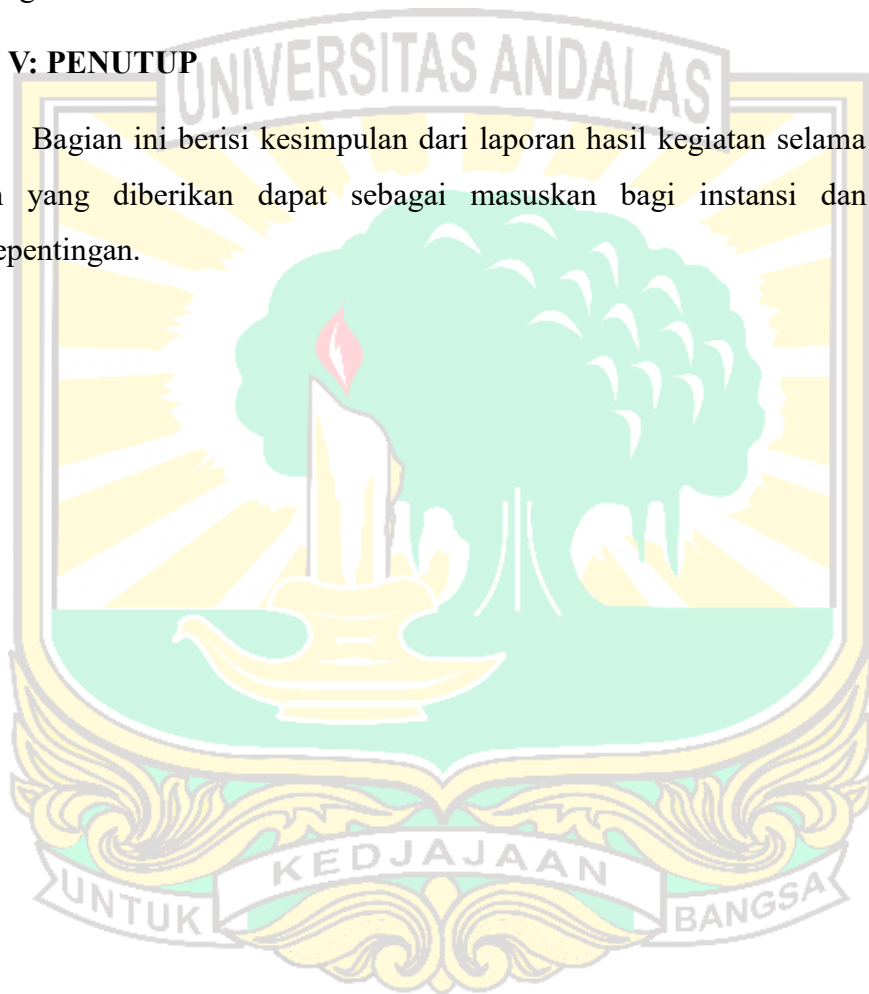 V: PENUTUP
UNIVERSITAS ANDALAS
Bagian ini berisi kesimpulan dari laporan hasil kegiatan selama
yang diberikan dapat sebagai masuskan bagi instansi dan
epentingan.
UNTUK KEDJAJAAN BANGSA